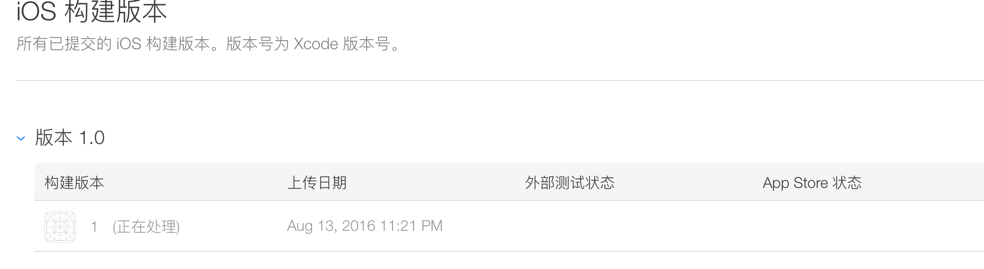 iOS 构建版本
所有已提交的 iOS 构建版本。版本号为 Xcode 版本号。
版本 1.0
构建版本 上传日期 外部测试状态 App Store 状态
1 (正在处理) Aug 13, 2016 11:21 PM